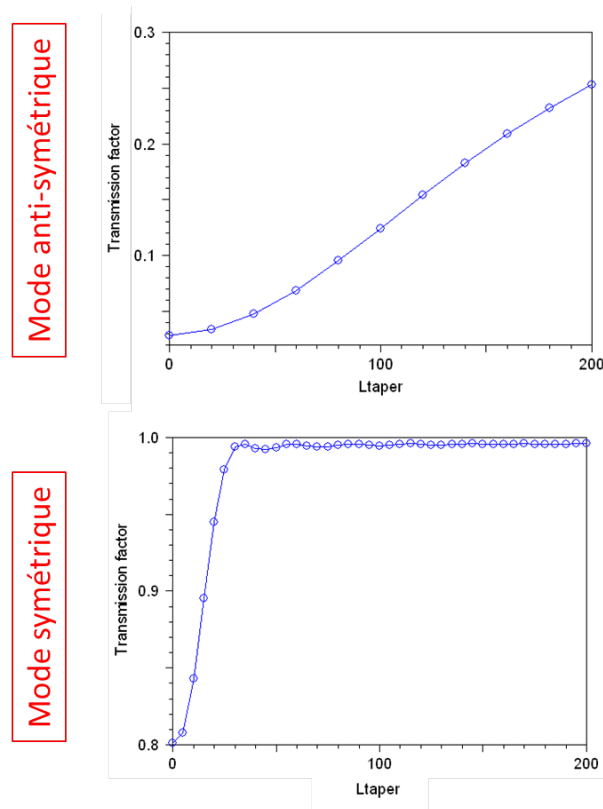 Mode anti-symétrique
Transmission factor
0.3
0.2
0.1
0
100
200
Ltaper
Mode symétrique
Transmission factor
1.0
0.9
0.8
0
100
200
Ltaper